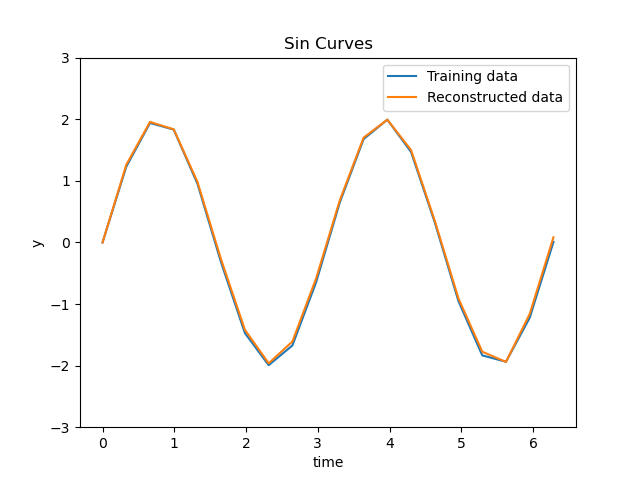 Sin Curves
Training data
Reconstructed data
3
2
1
0
−1
−2
−3
y
0 1 2 3 4 5 6
time